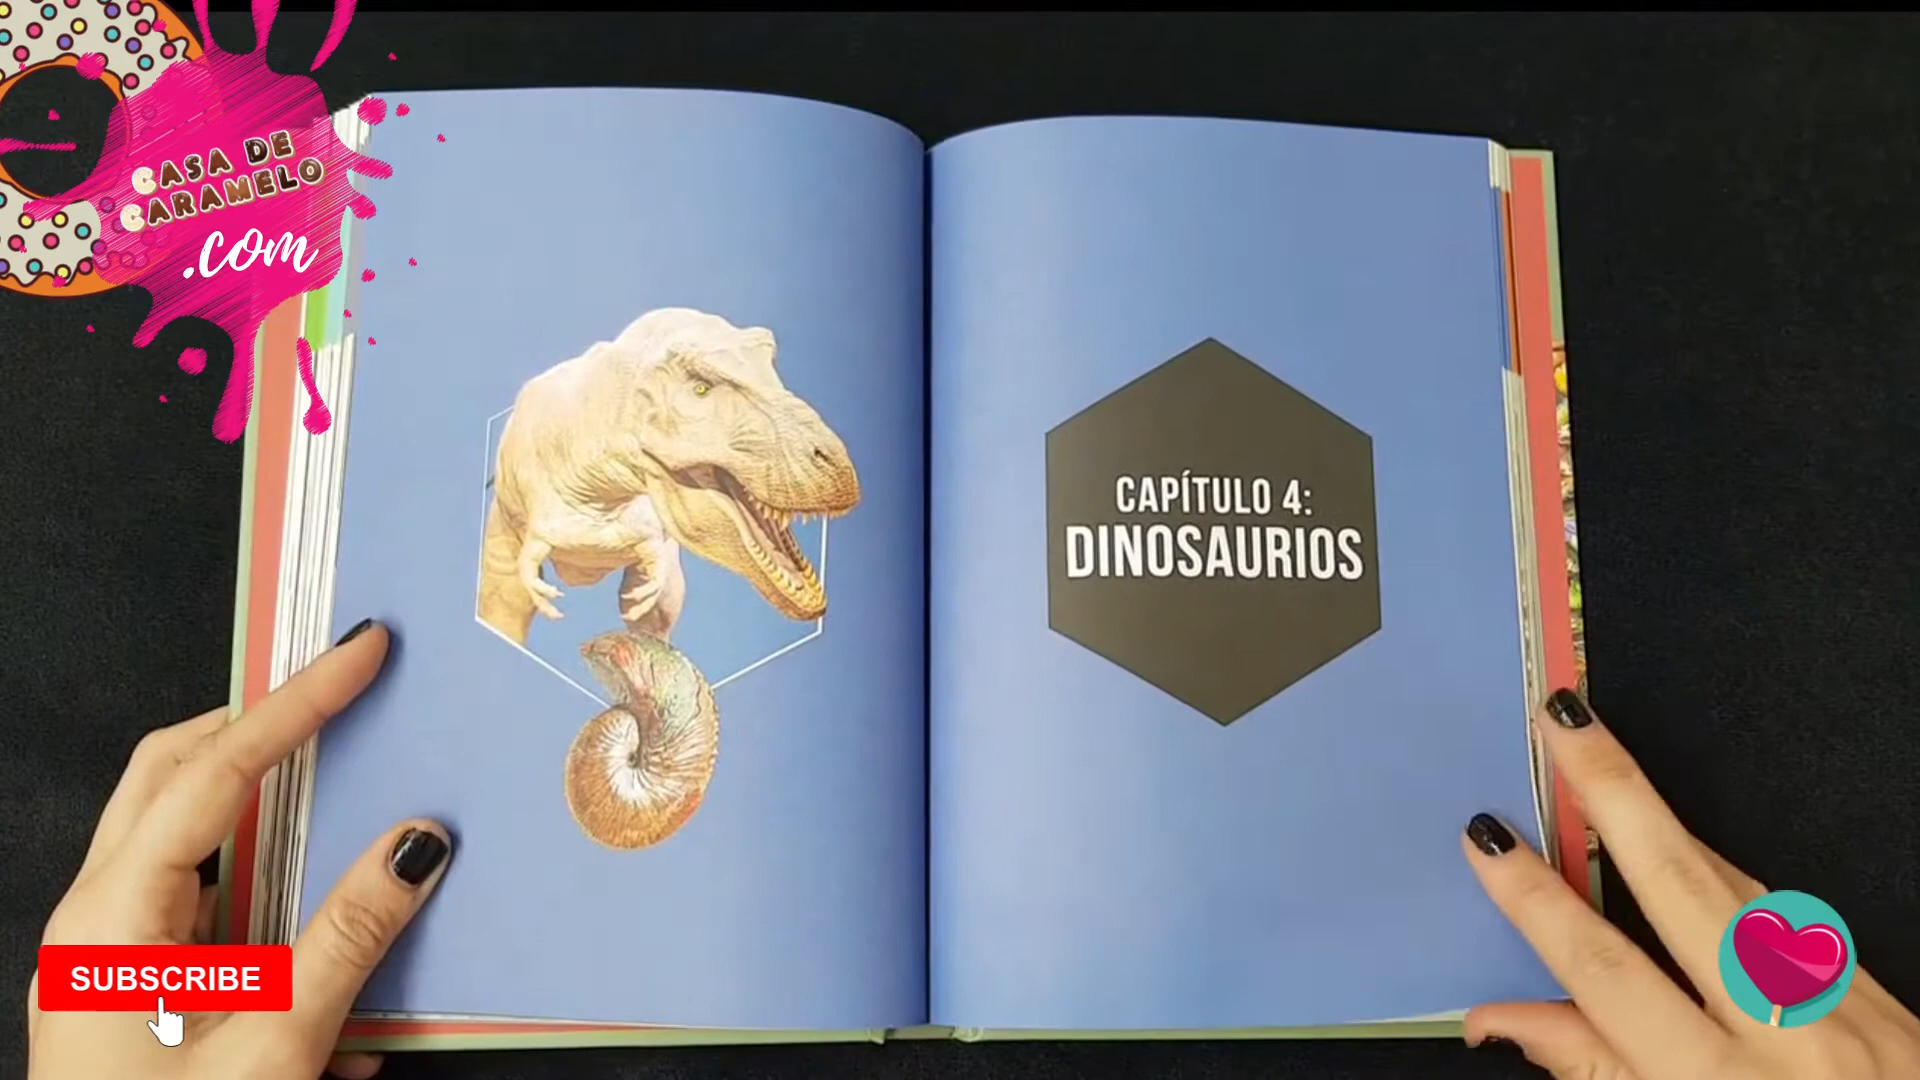 CASA DE
CARAMELO
.com
CAPÍTULO 4:
DINOSAURIOS
SUBSCRIBE